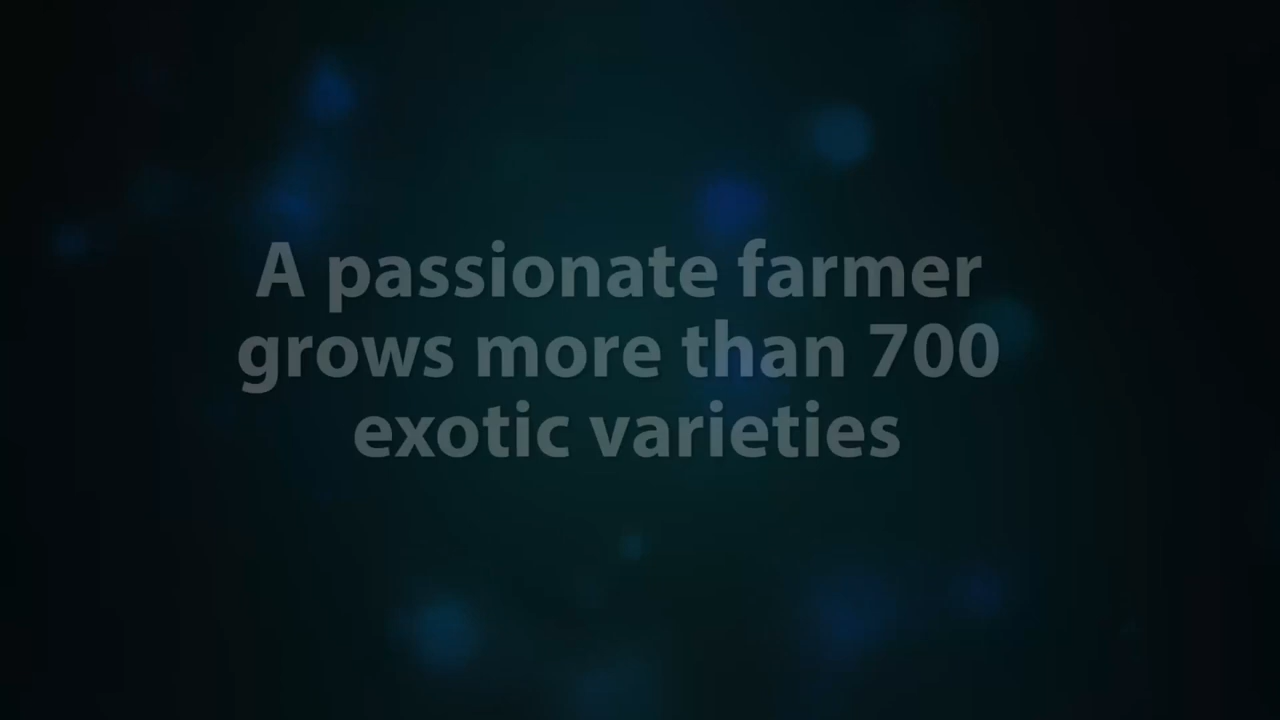 A passionate farmer
grows more than 700
exotic varieties